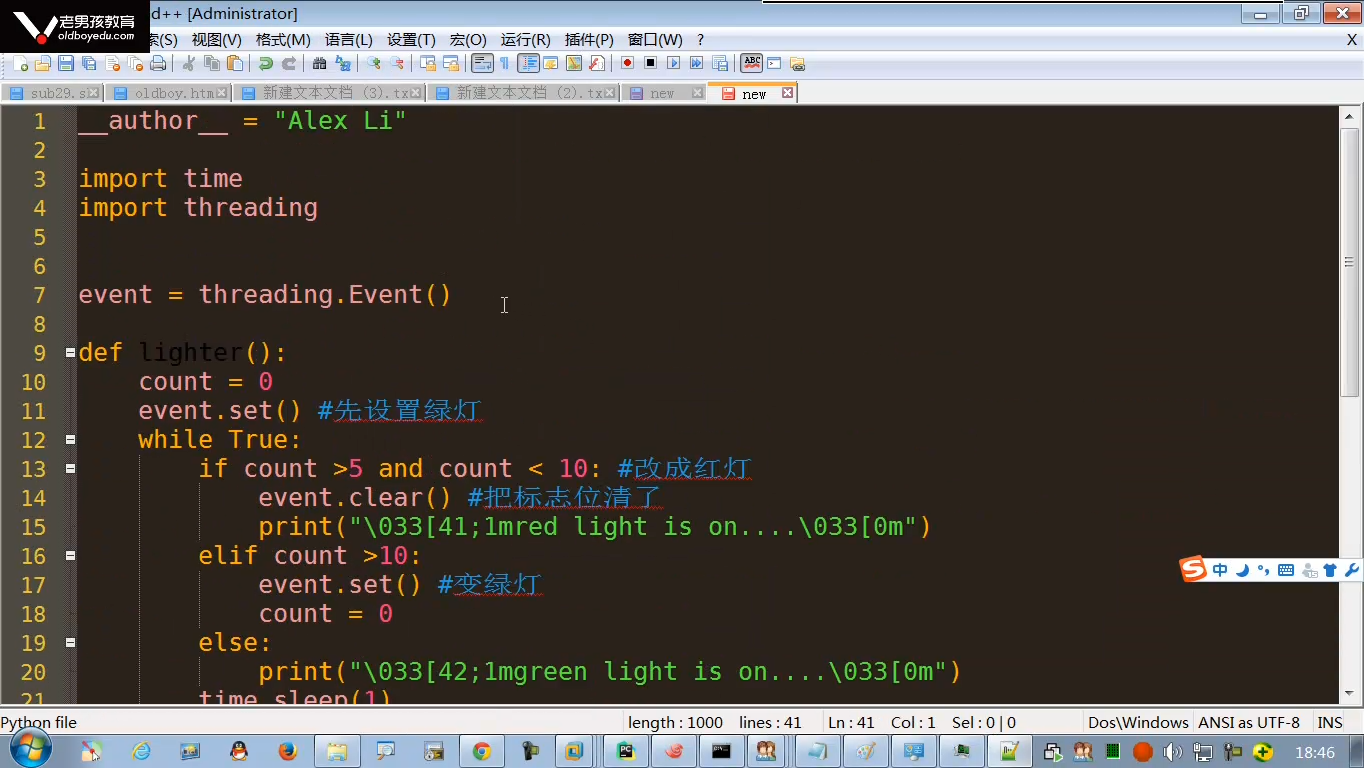 老男孩教育
oldboyedu.com
d++ [Administrator]
索(S) 视图(V) 格式(M) 语言(L) 设置(T) 宏(O) 运行(R) 插件(P) 窗口(W) ? X
sub29.s oldboy.htm 新建文本文档 (3).tx 新建文本文档 (2).tx new new
1 __author__ = "Alex Li"
2
3 import time
4 import threading
5
6
7 event = threading.Event()
8
9 def lighter():
10 count = 0
11 event.set() #先设置绿灯
12 while True:
13 if count >5 and count < 10: #改成红灯
14 event.clear() #把标志位清了
15 print("\033[41;1mred light is on....\033[0m")
16 elif count >10:
17 event.set() #变绿灯
18 count = 0
19 else:
20 print("\033[42;1mgreen light is on....\033[0m")
21 time.sleep(1)
中
Python file length : 1000 lines : 41 Ln : 41 Col : 1 Sel : 0 | 0 Dos\Windows ANSI as UTF-8 INS
18:46